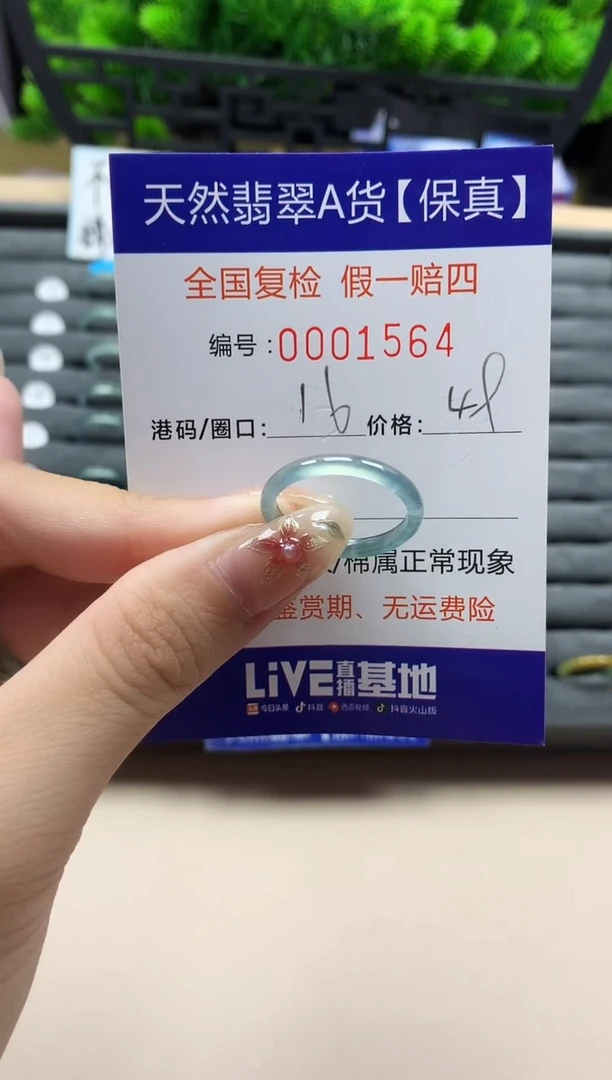 天然翡翠A货【保真】
全国复检 假一赔四
编号:0001564
港码/圈口: 16 价格: 48
/棉属正常现象
鉴赏期、无运费险
LiVE直播基地
今日头条 抖音 西瓜视频 抖音火山版